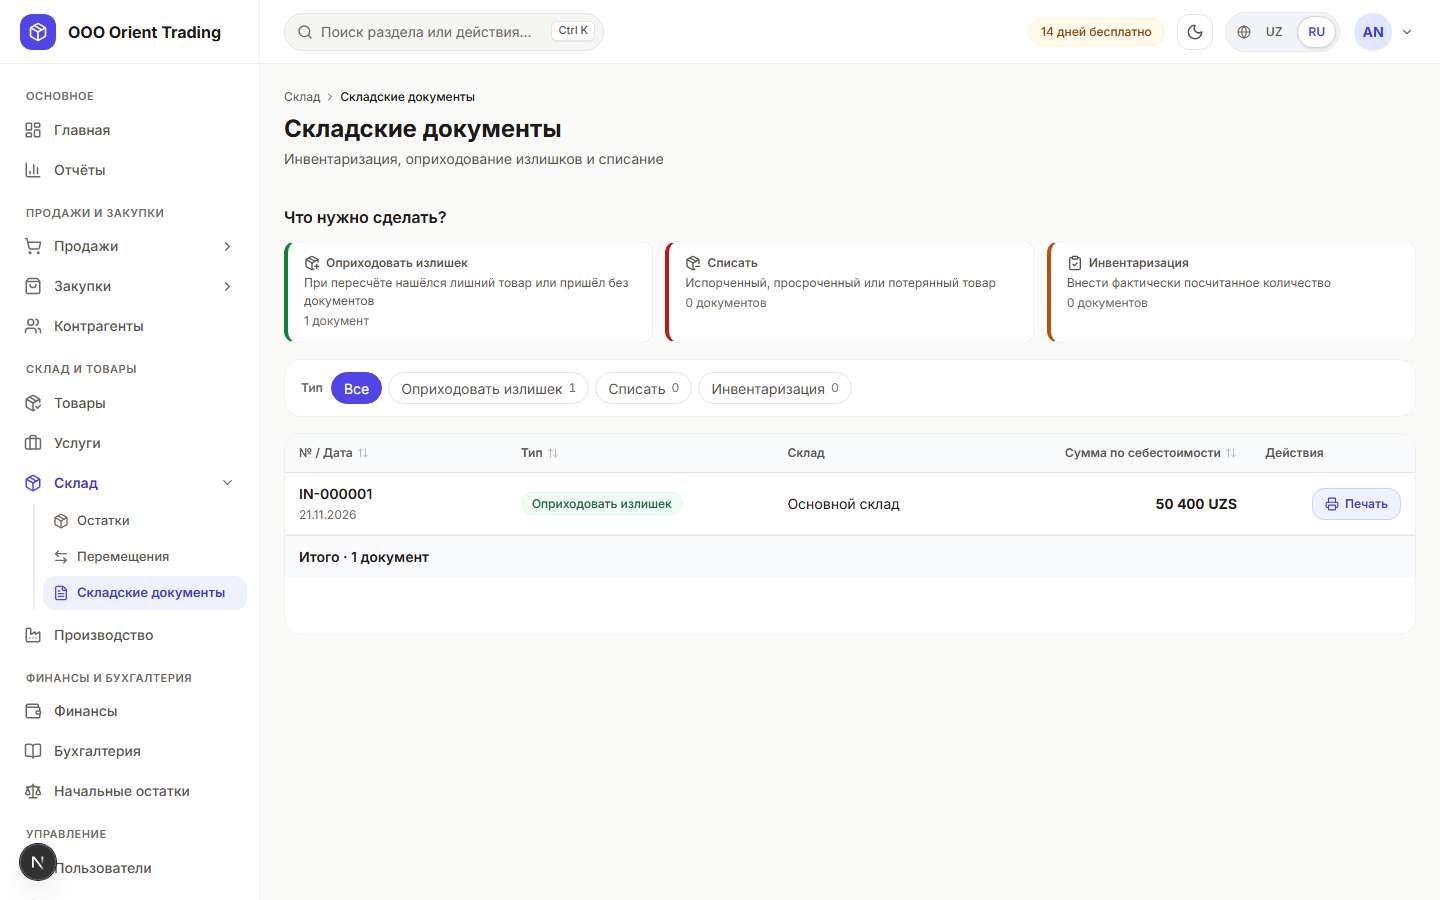 OOO Orient Trading
Поиск раздела или действия...
Ctrl K
14 дней бесплатно
UZ
RU
AN
ОСНОВНОЕ
Главная
Отчёты
ПРОДАЖИ И ЗАКУПКИ
Продажи
Закупки
Контрагенты
СКЛАД И ТОВАРЫ
Товары
Услуги
Склад
Остатки
Перемещения
Складские документы
Производство
ФИНАНСЫ И БУХГАЛТЕРИЯ
Финансы
Бухгалтерия
Начальные остатки
УПРАВЛЕНИЕ
N
Пользователи
Склад > Складские документы
Складские документы
Инвентаризация, оприходование излишков и списание
Что нужно сделать?
Оприходовать излишек
При пересчёте нашёлся лишний товар или пришёл без
документов
1 документ
Списать
Испорченный, просроченный или потерянный товар
0 документов
Инвентаризация
Внести фактически посчитанное количество
0 документов
Тип Все Оприходовать излишек 1 Списать 0 Инвентаризация 0
№ / Дата Тип Склад Сумма по себестоимости Действия
IN-000001
21.11.2026
Оприходовать излишек
Основной склад
50 400 UZS
Печать
Итого · 1 документ